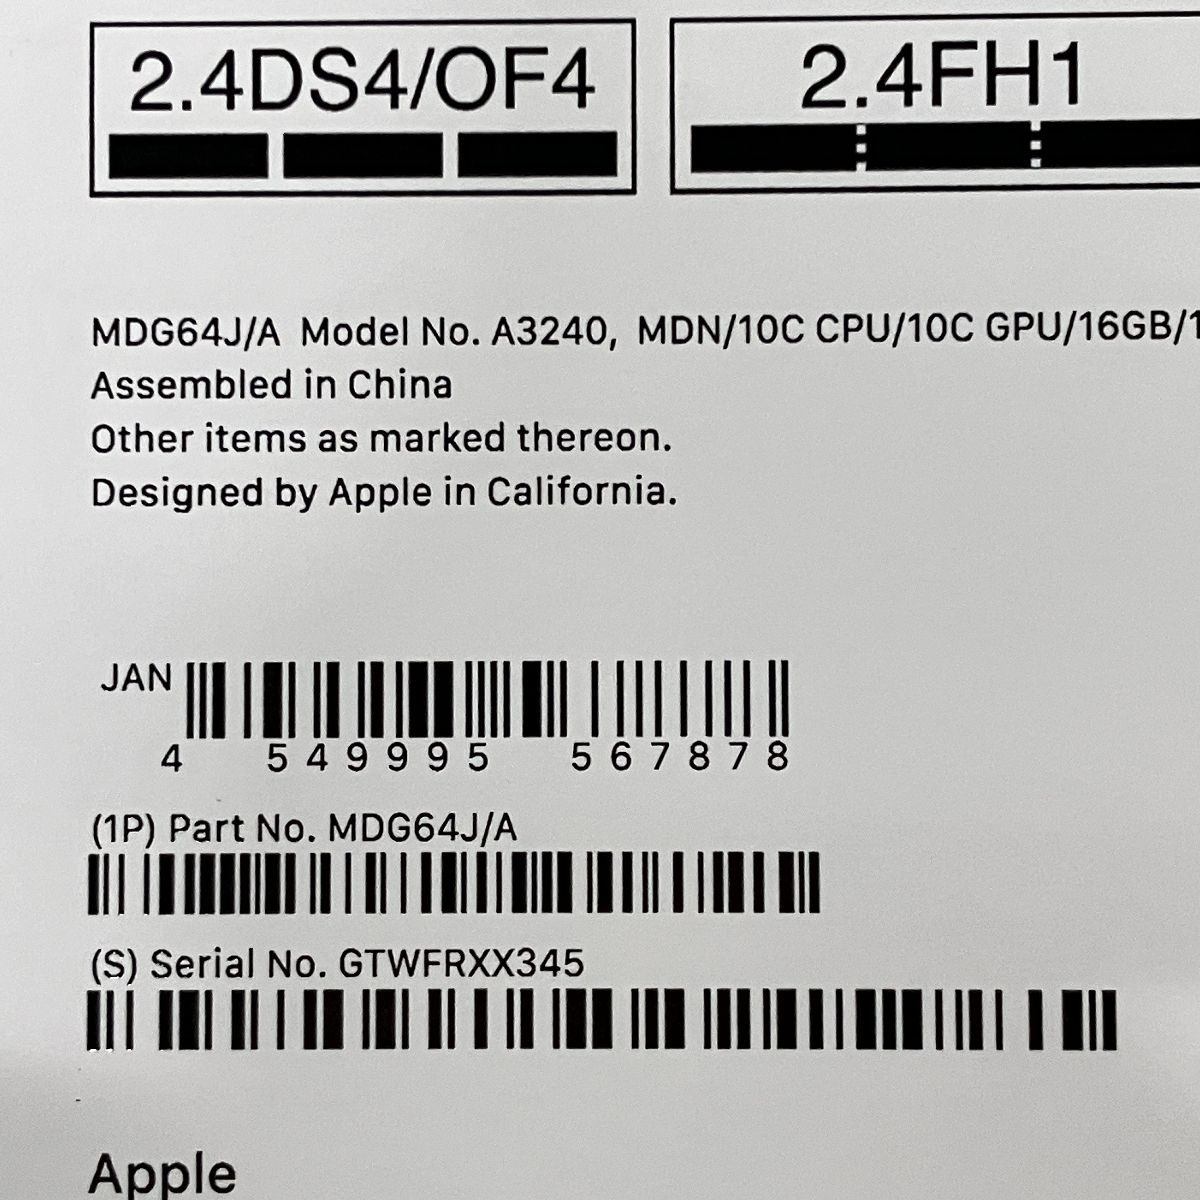 2.4DS4/OF4
2.4FH1
MDG64J/A Model No. A3240, MDN/10C CPU/10C GPU/16GB/1
Assembled in China
Other items as marked thereon.
Designed by Apple in California.
JAN
4 549995 567878
(1P) Part No. MDG64J/A
(S) Serial No. GTWFRXX345
Apple